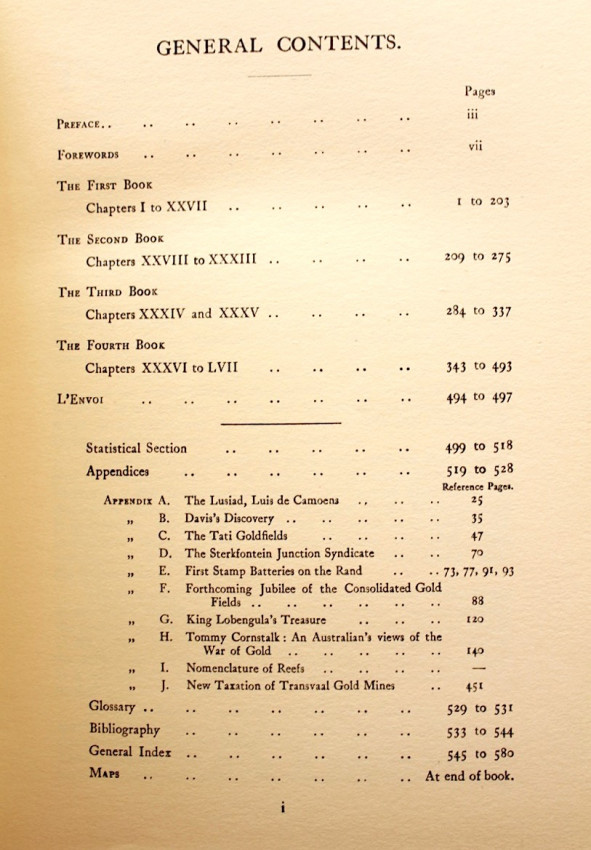 GENERAL CONTENTS.
Pages
PREFACE.. .. .. .. .. .. .. .. iii
FOREWORDS .. .. .. .. .. .. .. vii
THE FIRST BOOK
Chapters I to XXVII .. .. .. .. .. 1 to 203
THE SECOND BOOK
Chapters XXVIII to XXXIII .. .. .. .. 209 to 275
THE THIRD BOOK
Chapters XXXIV and XXXV .. .. .. .. 284 to 337
THE FOURTH BOOK
Chapters XXXVI to LVII .. .. .. .. 343 to 493
L'ENVOI .. .. .. .. .. .. .. 494 to 497
Statistical Section .. .. .. .. .. 499 to 518
Appendices .. .. .. .. .. .. 519 to 528
Reference Pages.
APPENDIX A. The Lusiad, Luis de Camoens .. .. .. 25
„ B. Davis's Discovery .. .. .. .. .. 35
„ C. The Tati Goldfields .. .. .. .. 47
„ D. The Sterkfontein Junction Syndicate .. .. 70
„ E. First Stamp Batteries on the Rand .. .. 73, 77, 91, 93
„ F. Forthcoming Jubilee of the Consolidated Gold
Fields .. .. .. .. .. .. 88
„ G. King Lobengula's Treasure .. .. .. 120
„ H. Tommy Cornstalk : An Australian's views of the
War of Gold .. .. .. .. .. 140
„ I. Nomenclature of Reefs .. .. .. .. —
„ J. New Taxation of Transvaal Gold Mines .. 451
Glossary .. .. .. .. .. .. .. .. 529 to 531
Bibliography .. .. .. .. .. .. 533 to 544
General Index .. .. .. .. .. .. 545 to 580
MAPS .. .. .. .. .. .. .. At end of book.
i